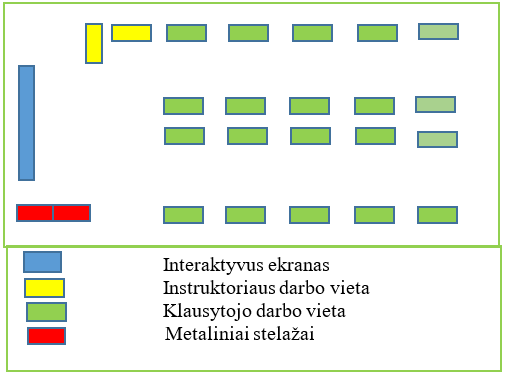 Interaktyvus ekranas
Instruktoriaus darbo vieta
Klausytojo darbo vieta
Metaliniai stelažai